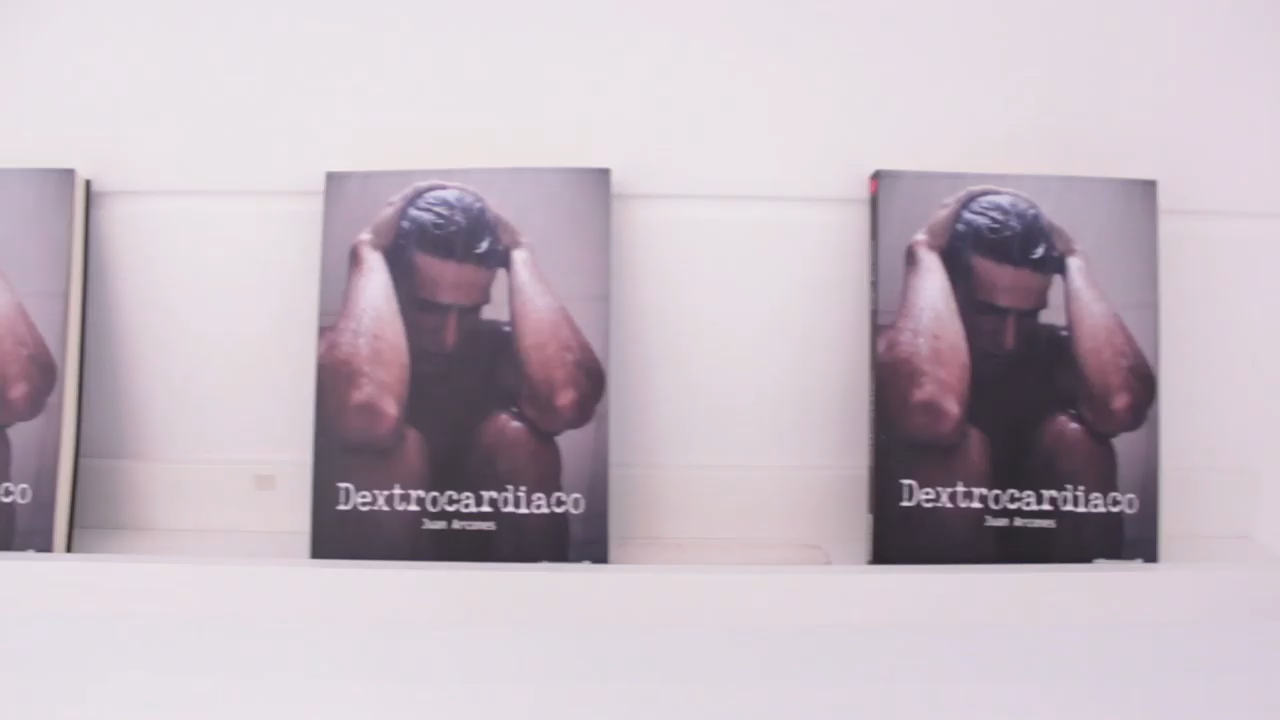 co
Dextrocardiaco
Juan Arcones
Dextrocardiaco
Juan Arcones